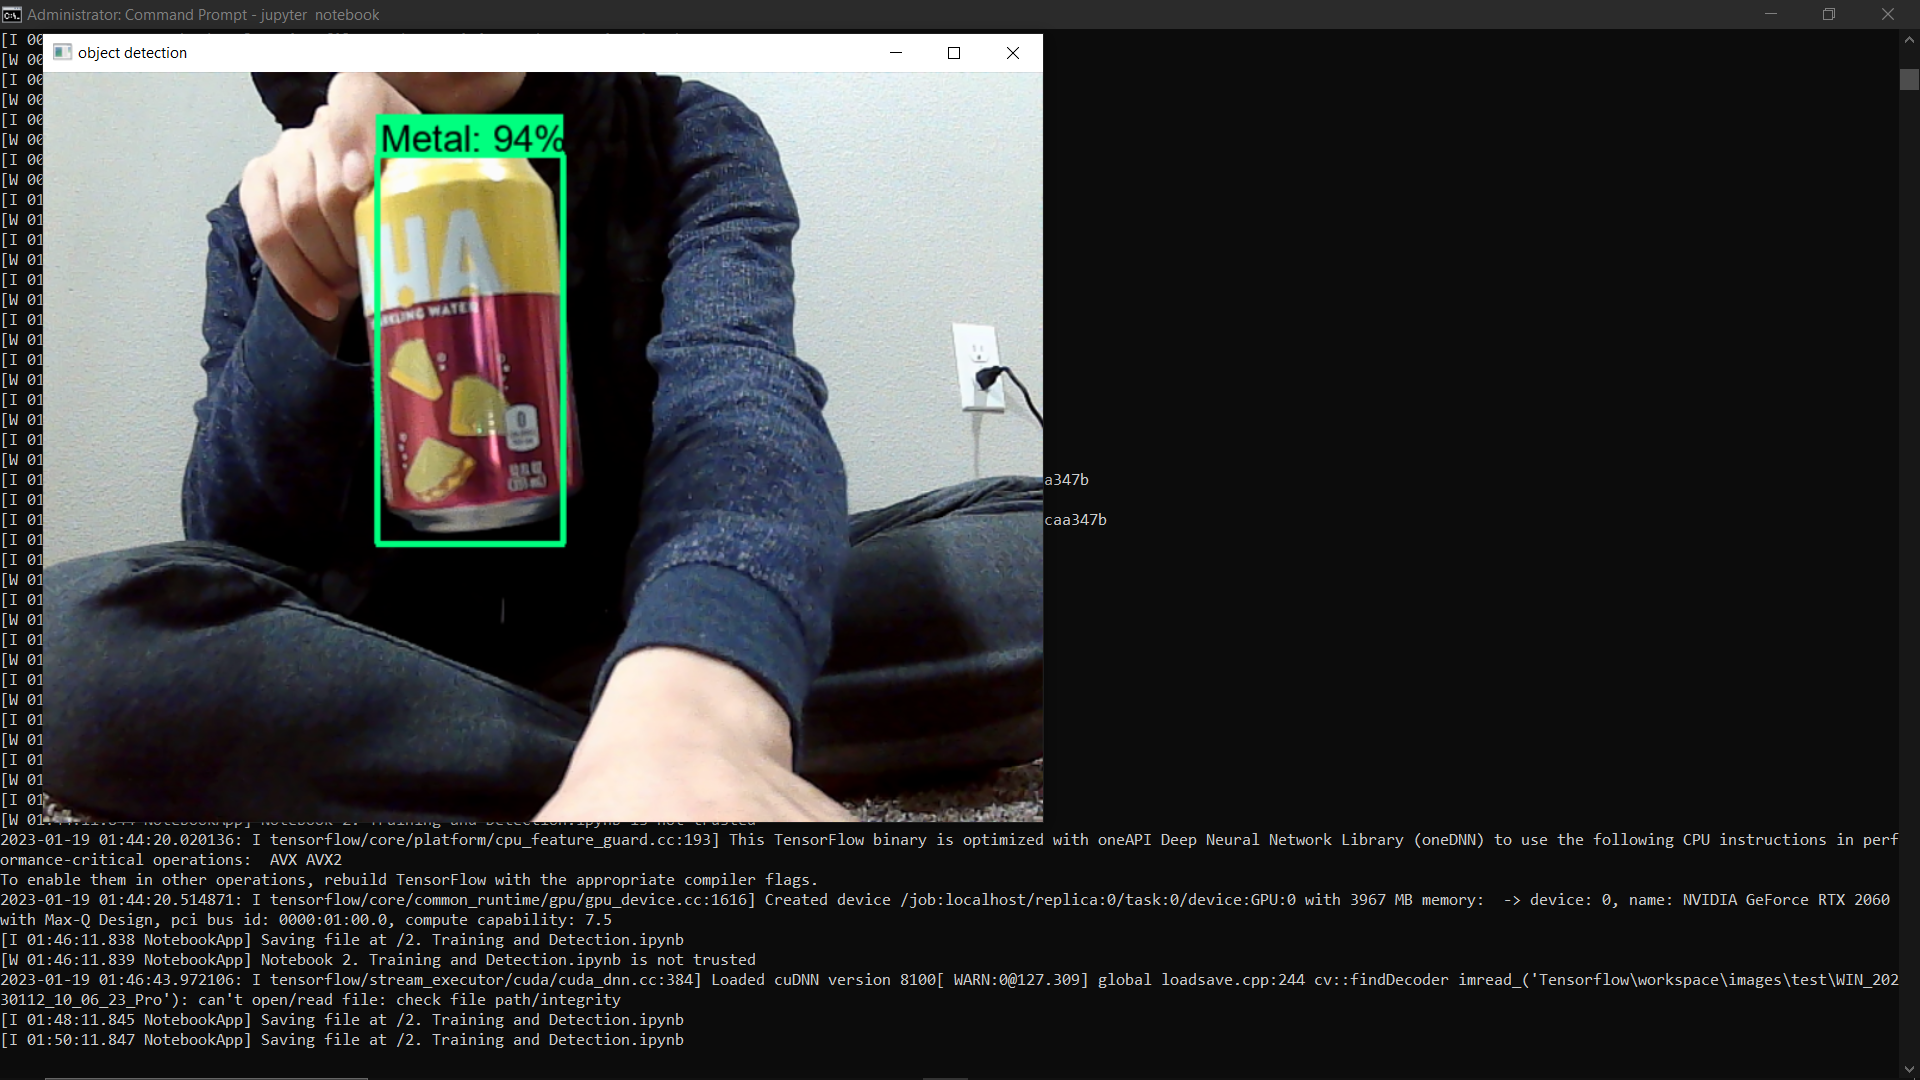 Administrator: Command Prompt - jupyter  notebook
object detection
Metal: 94%
AHA
SPARKLING WATER
0
[I 00
[W 00
[I 00
[W 00
[I 00
[W 00
[I 00
[W 00
[I 01
[W 01
[I 01
[W 01
[I 01
[W 01
[I 01
[W 01
[I 01
[W 01
[I 01
[W 01
[I 01
[W 01
[I 01
a347b
[I 01
[I 01
caa347b
[I 01
[I 01
[W 01
[I 01
[W 01
[I 01
[W 01
[I 01
[W 01
[I 01
[W 01
[I 01
[W 01
[I 01
2023-01-19 01:44:20.020136: I tensorflow/core/platform/cpu_feature_guard.cc:193] This TensorFlow binary is optimized with oneAPI Deep Neural Network Library (oneDNN) to use the following CPU instructions in perf
ormance-critical operations:  AVX AVX2
To enable them in other operations, rebuild TensorFlow with the appropriate compiler flags.
2023-01-19 01:44:20.514871: I tensorflow/core/common_runtime/gpu/gpu_device.cc:1616] Created device /job:localhost/replica:0/task:0/device:GPU:0 with 3967 MB memory:  -> device: 0, name: NVIDIA GeForce RTX 2060
with Max-Q Design, pci bus id: 0000:01:00.0, compute capability: 7.5
[I 01:46:11.838 NotebookApp] Saving file at /2. Training and Detection.ipynb
[W 01:46:11.839 NotebookApp] Notebook 2. Training and Detection.ipynb is not trusted
2023-01-19 01:46:43.972106: I tensorflow/stream_executor/cuda/cuda_dnn.cc:384] Loaded cuDNN version 8100[ WARN:0@127.309] global loadsave.cpp:244 cv::findDecoder imread_('Tensorflow\workspace\images\test\WIN_202
30112_10_06_23_Pro'): can't open/read file: check file path/integrity
[I 01:48:11.845 NotebookApp] Saving file at /2. Training and Detection.ipynb
[I 01:50:11.847 NotebookApp] Saving file at /2. Training and Detection.ipynb